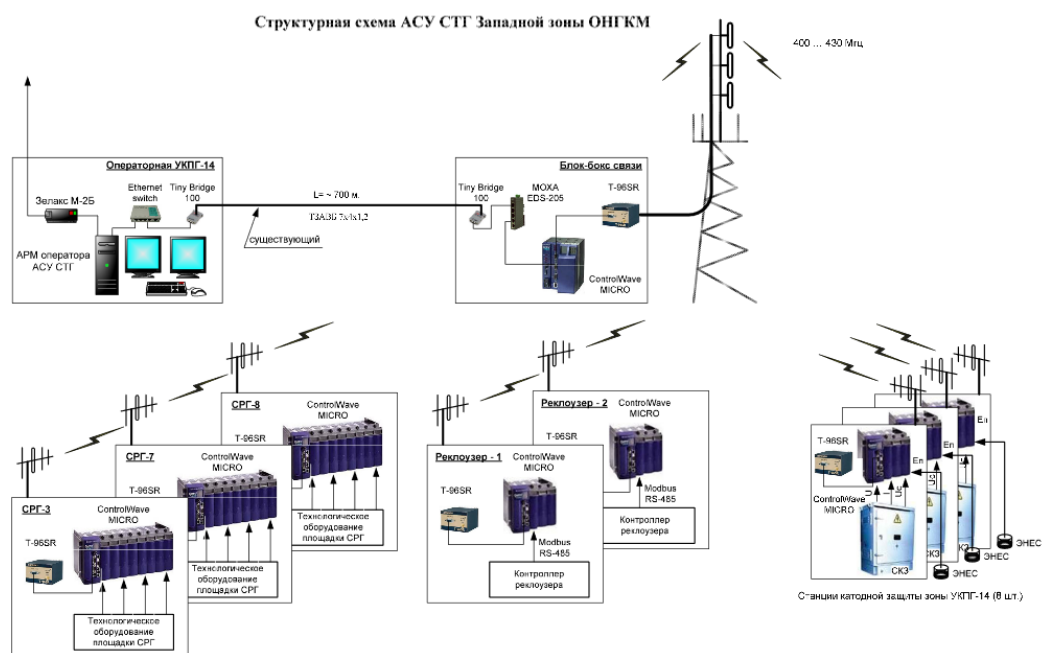 Структурная схема АСУ СТГ Западной зоны ОНГКМ
400 ... 430 Мгц
Операторная УКПГ-14
Зелакс М-2Б
Ethernet
switch
Tiny Bridge
100
АРМ оператора
АСУ СТГ
L= ~ 700 м.
ТЗАВБ 7х4х1,2
существующий
Блок-бокс связи
Tiny Bridge
100
MOXA
EDS-205
T-96SR
ControlWave
MICRO
СРГ-8
ControlWave
MICRO
T-96SR
Технологическое
оборудование
площадки СРГ
СРГ-7
ControlWave
MICRO
T-96SR
Технологическое
оборудование
площадки СРГ
СРГ-3
ControlWave
MICRO
T-96SR
Технологическое
оборудование
площадки СРГ
Реклоузер - 2
ControlWave
MICRO
T-96SR
Modbus
RS-485
Контроллер
реклоузера
Реклоузер - 1
ControlWave
MICRO
T-96SR
Modbus
RS-485
Контроллер
реклоузера
T-96SR
ControlWave
MICRO
En
En
СКЗ
ЭНЕС
ЭНЕС
ЭНЕС
Станции катодной защиты зоны УКПГ-14 (8 шт.)